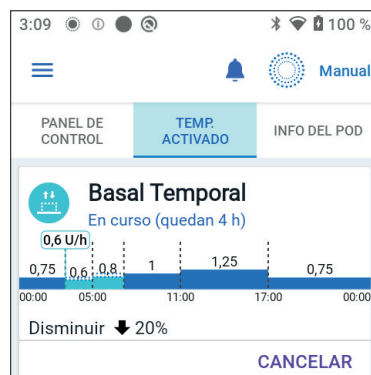 3:09 100 %
Manual
PANEL DE CONTROL
TEMP. ACTIVADO
INFO DEL POD
Basal Temporal
En curso (quedan 4 h)
0,6 U/h
0,75 0,6 0,8 1 1,25 0,75
00:00 05:00 11:00 17:00 00:00
Disminuir 20%
CANCELAR